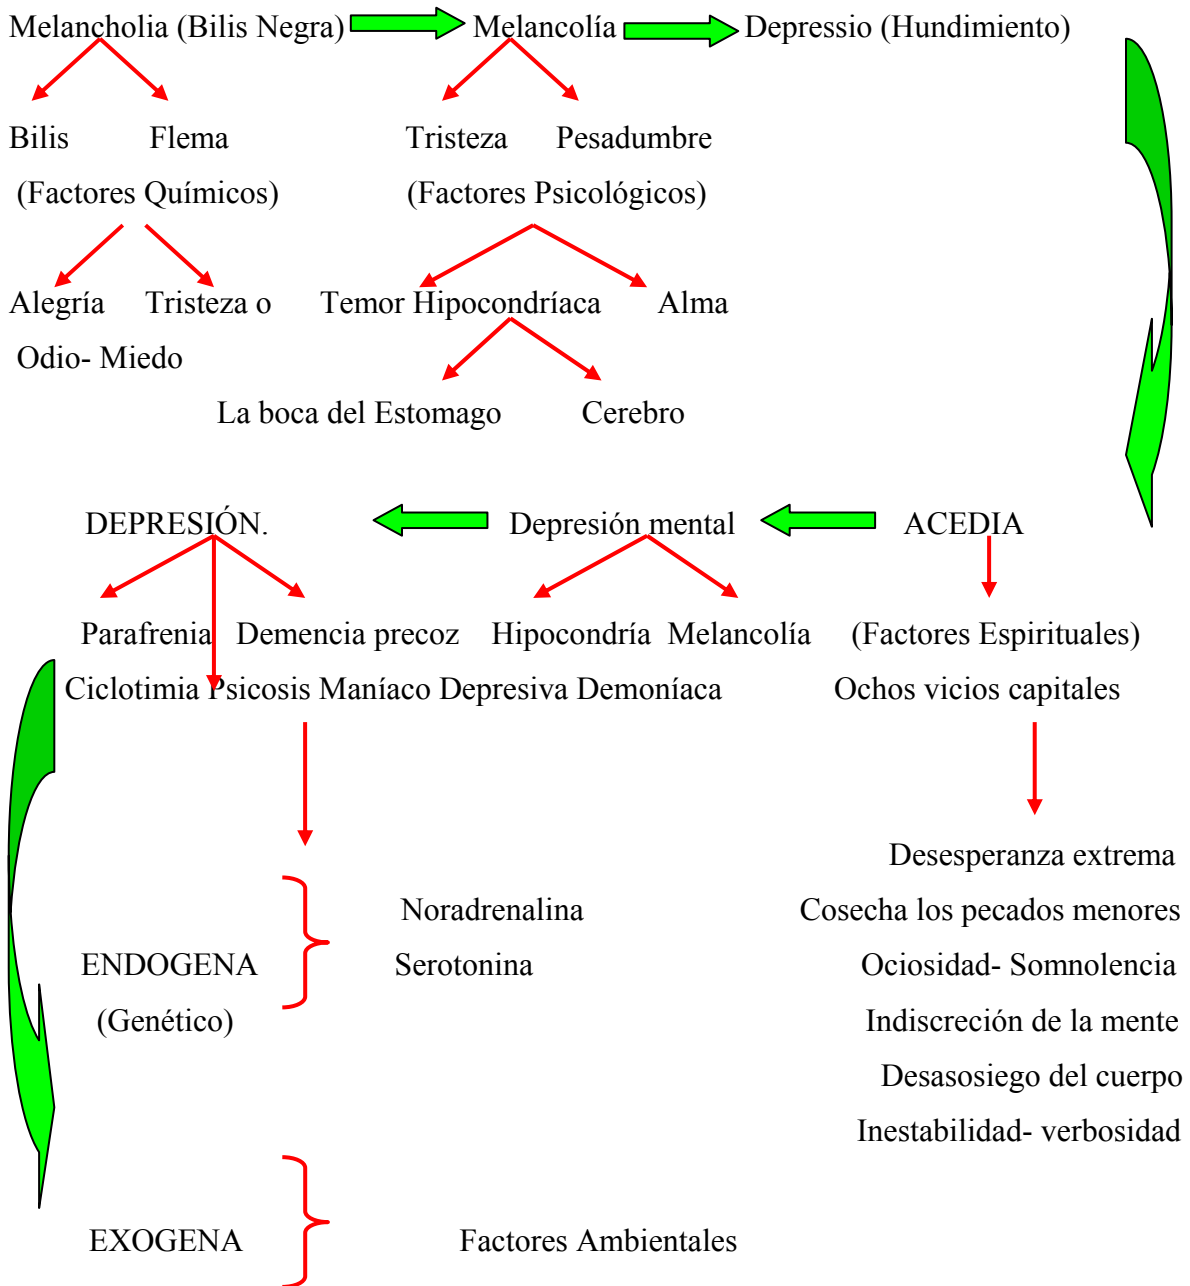 Melancholia (Bilis Negra) Melancolía Depressio (Hundimiento)
Bilis Flema Tristeza Pesadumbre
(Factores Químicos) (Factores Psicológicos)
Alegría Tristeza o Temor Hipocondríaca Alma
Odio- Miedo
La boca del Estomago Cerebro
DEPRESIÓN. Depresión mental ACEDIA
Parafrenia Demencia precoz Hipocondría Melancolía (Factores Espirituales)
Ciclotimia Psicosis Maníaco Depresiva Demoníaca Ochos vicios capitales
Desesperanza extrema
Noradrenalina Cosecha los pecados menores
ENDOGENA Serotonina Ociosidad- Somnolencia
(Genético) Indiscreción de la mente
Desasosiego del cuerpo
Inestabilidad- verbosidad
EXOGENA Factores Ambientales